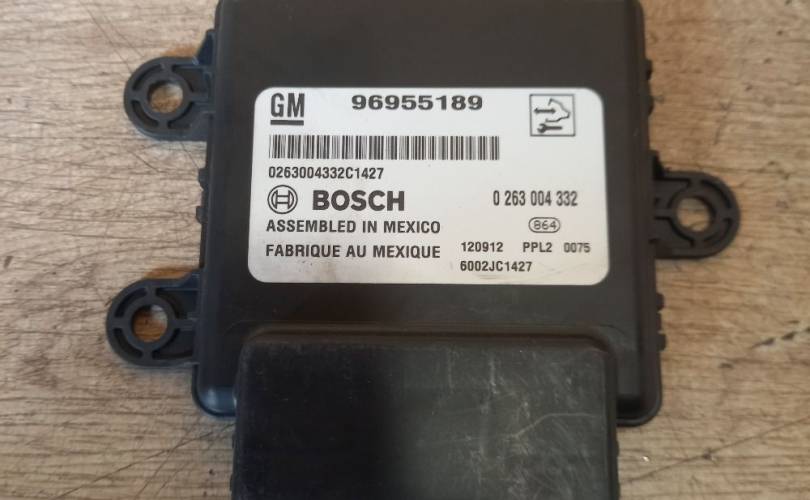 GM 96955189
0263004332C1427
BOSCH 0 263 004 332
ASSEMBLED IN MEXICO 864
FABRIQUE AU MEXIQUE 120912 PPL2 0075
6002JC1427